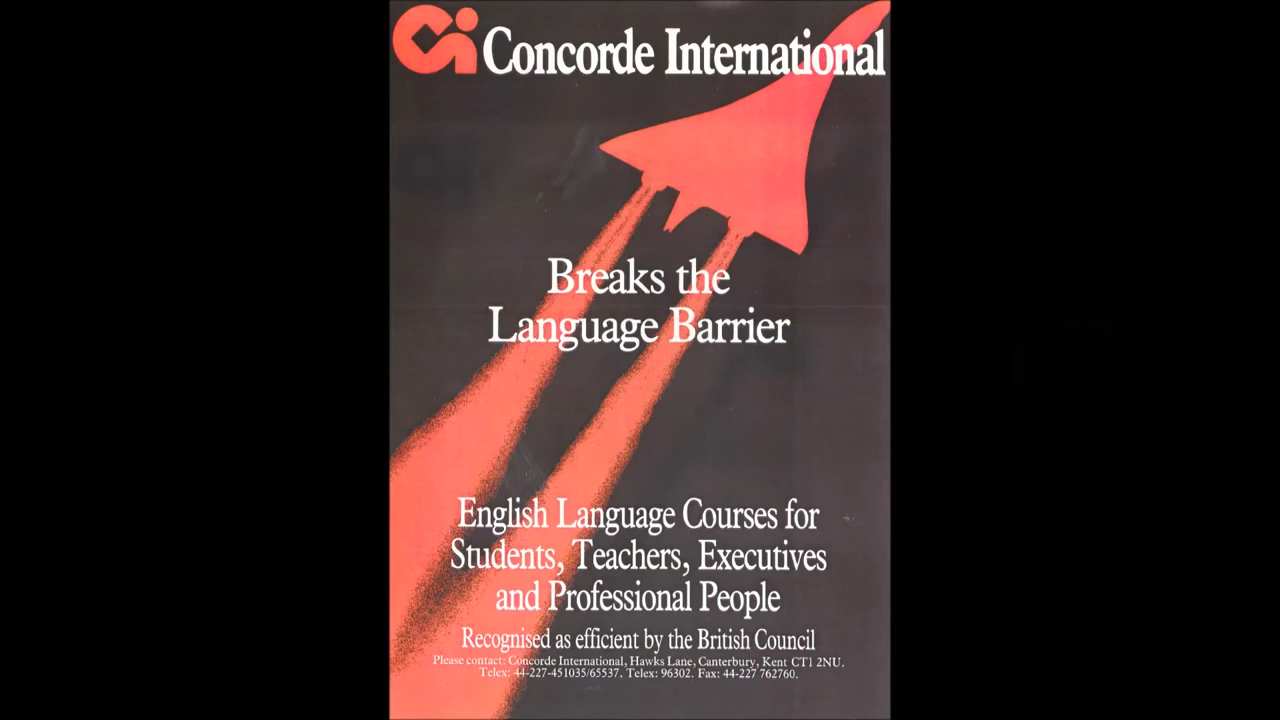 Ci Concorde International
Breaks the
Language Barrier
English Language Courses for
Students, Teachers, Executives
and Professional People
Recognised as efficient by the British Council
Please contact: Concorde International, Hawks Lane, Canterbury, Kent CT1 2NU.
Telex: 44-227-451035/65537. Telex: 96302. Fax: 44-227 762760.